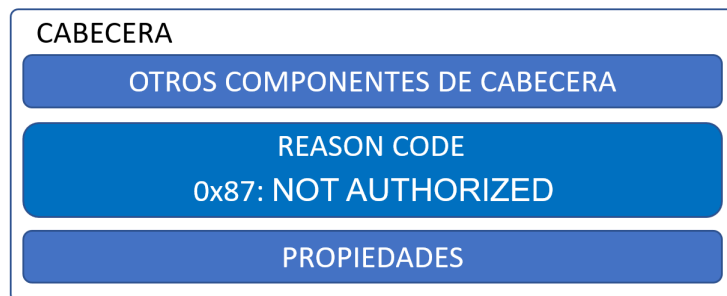 CABECERA
OTROS COMPONENTES DE CABECERA
REASON CODE
0x87: NOT AUTHORIZED
PROPIEDADES